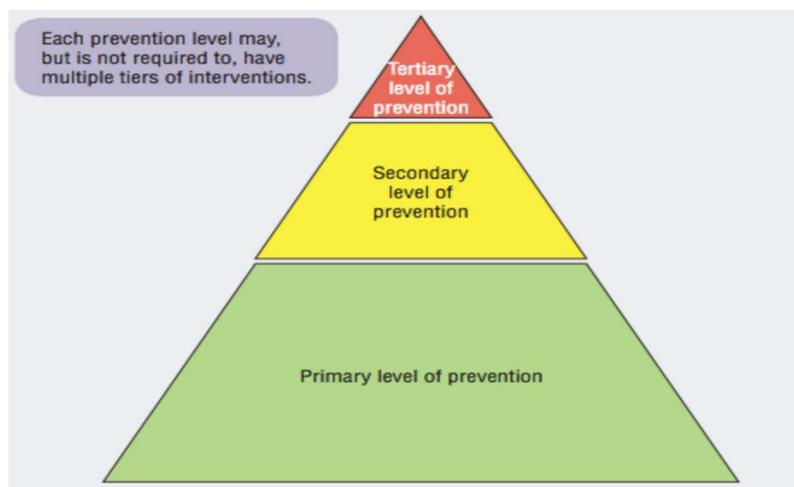 Each prevention level may,
but is not required to, have
multiple tiers of interventions.
Tertiary
level of
prevention
Secondary
level of
prevention
Primary level of prevention